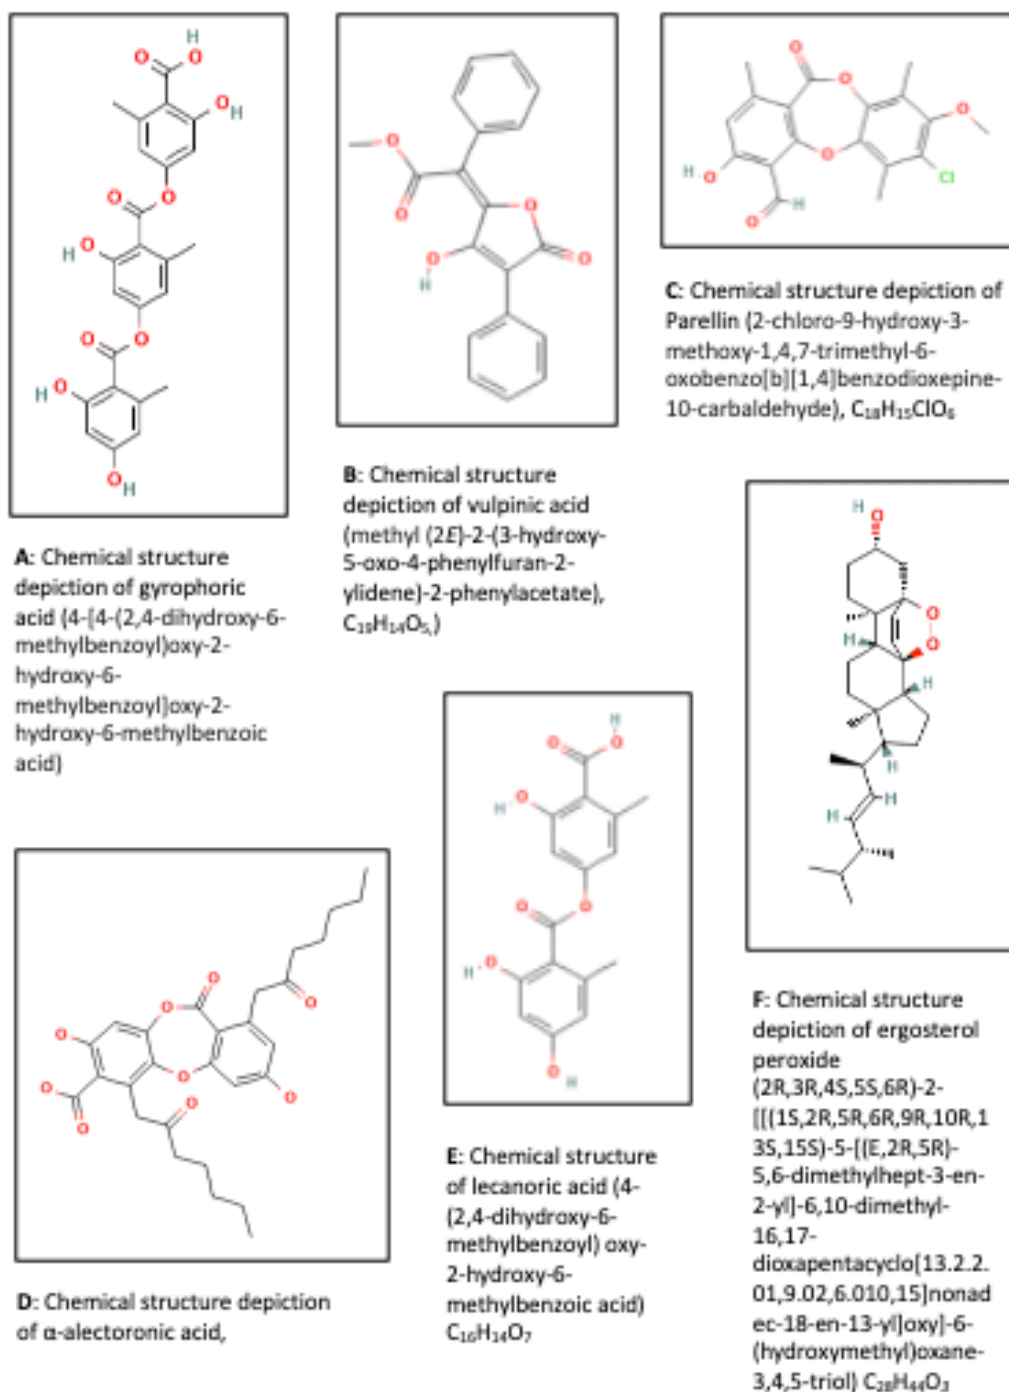 A: Chemical structure
depiction of gyrophoric
acid (4-[4-(2,4-dihydroxy-6-
methylbenzoyl)oxy-2-
hydroxy-6-
methylbenzoyl]oxy-2-
hydroxy-6-methylbenzoic
acid)
B: Chemical structure
depiction of vulpinic acid
(methyl (2E)-2-(3-hydroxy-
5-oxo-4-phenylfuran-2-
ylidene)-2-phenylacetate),
C₁₉H₁₄O₅,)
C: Chemical structure depiction of
Parellin (2-chloro-9-hydroxy-3-
methoxy-1,4,7-trimethyl-6-
oxobenzo[b][1,4]benzodioxepine-
10-carbaldehyde), C₁₈H₁₅ClO₆
D: Chemical structure depiction
of α-alectoronic acid,
E: Chemical structure
of lecanoric acid (4-
(2,4-dihydroxy-6-
methylbenzoyl) oxy-
2-hydroxy-6-
methylbenzoic acid)
C₁₆H₁₄O₇
F: Chemical structure
depiction of ergosterol
peroxide
(2R,3R,4S,5S,6R)-2-
[[(1S,2R,5R,6R,9R,10R,1
3S,15S)-5-[(E,2R,5R)-
5,6-dimethylhept-3-en-
2-yl]-6,10-dimethyl-
16,17-
dioxapentacyclo[13.2.2.
01,9.02,6.010,15]nonad
ec-18-en-13-yl]oxy]-6-
(hydroxymethyl)oxane-
3,4,5-triol) C₂₈H₄₄O₃